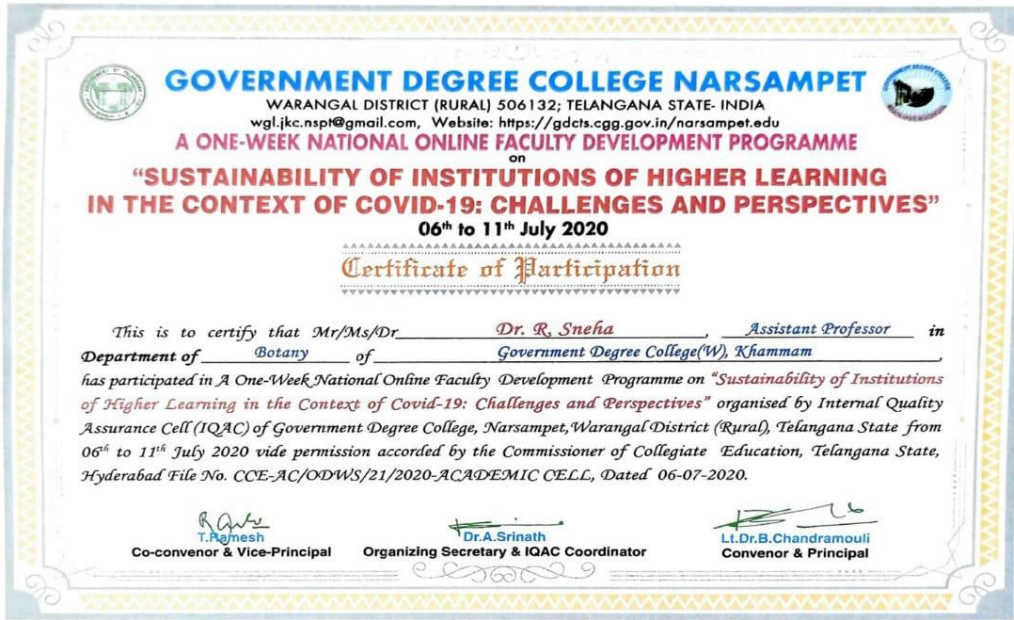 GOVERNMENT DEGREE COLLEGE NARSAMPET
WARANGAL DISTRICT (RURAL) 506132; TELANGANA STATE- INDIA
wgl.jkc.nspt@gmail.com, Website: https://gdcts.cgg.gov.in/narsampet.edu
A ONE-WEEK NATIONAL ONLINE FACULTY DEVELOPMENT PROGRAMME
on
“SUSTAINABILITY OF INSTITUTIONS OF HIGHER LEARNING
IN THE CONTEXT OF COVID-19: CHALLENGES AND PERSPECTIVES”
06th to 11th July 2020
Certificate of Participation
This is to certify that Mr/Ms/Dr Dr. R. Sneha, Assistant Professor in
Department of Botany of Government Degree College(W), Khammam,
has participated in A One-Week National Online Faculty Development Programme on “Sustainability of Institutions
of Higher Learning in the Context of Covid-19: Challenges and Perspectives” organised by Internal Quality
Assurance Cell (IQAC) of Government Degree College, Narsampet,Warangal District (Rural), Telangana State from
06th to 11th July 2020 vide permission accorded by the Commissioner of Collegiate Education, Telangana State,
Hyderabad File No. CCE-AC/ODWS/21/2020-ACADEMIC CELL, Dated 06-07-2020.
T.Ramesh
Co-convenor & Vice-Principal
Dr.A.Srinath
Organizing Secretary & IQAC Coordinator
Lt.Dr.B.Chandramouli
Convenor & Principal